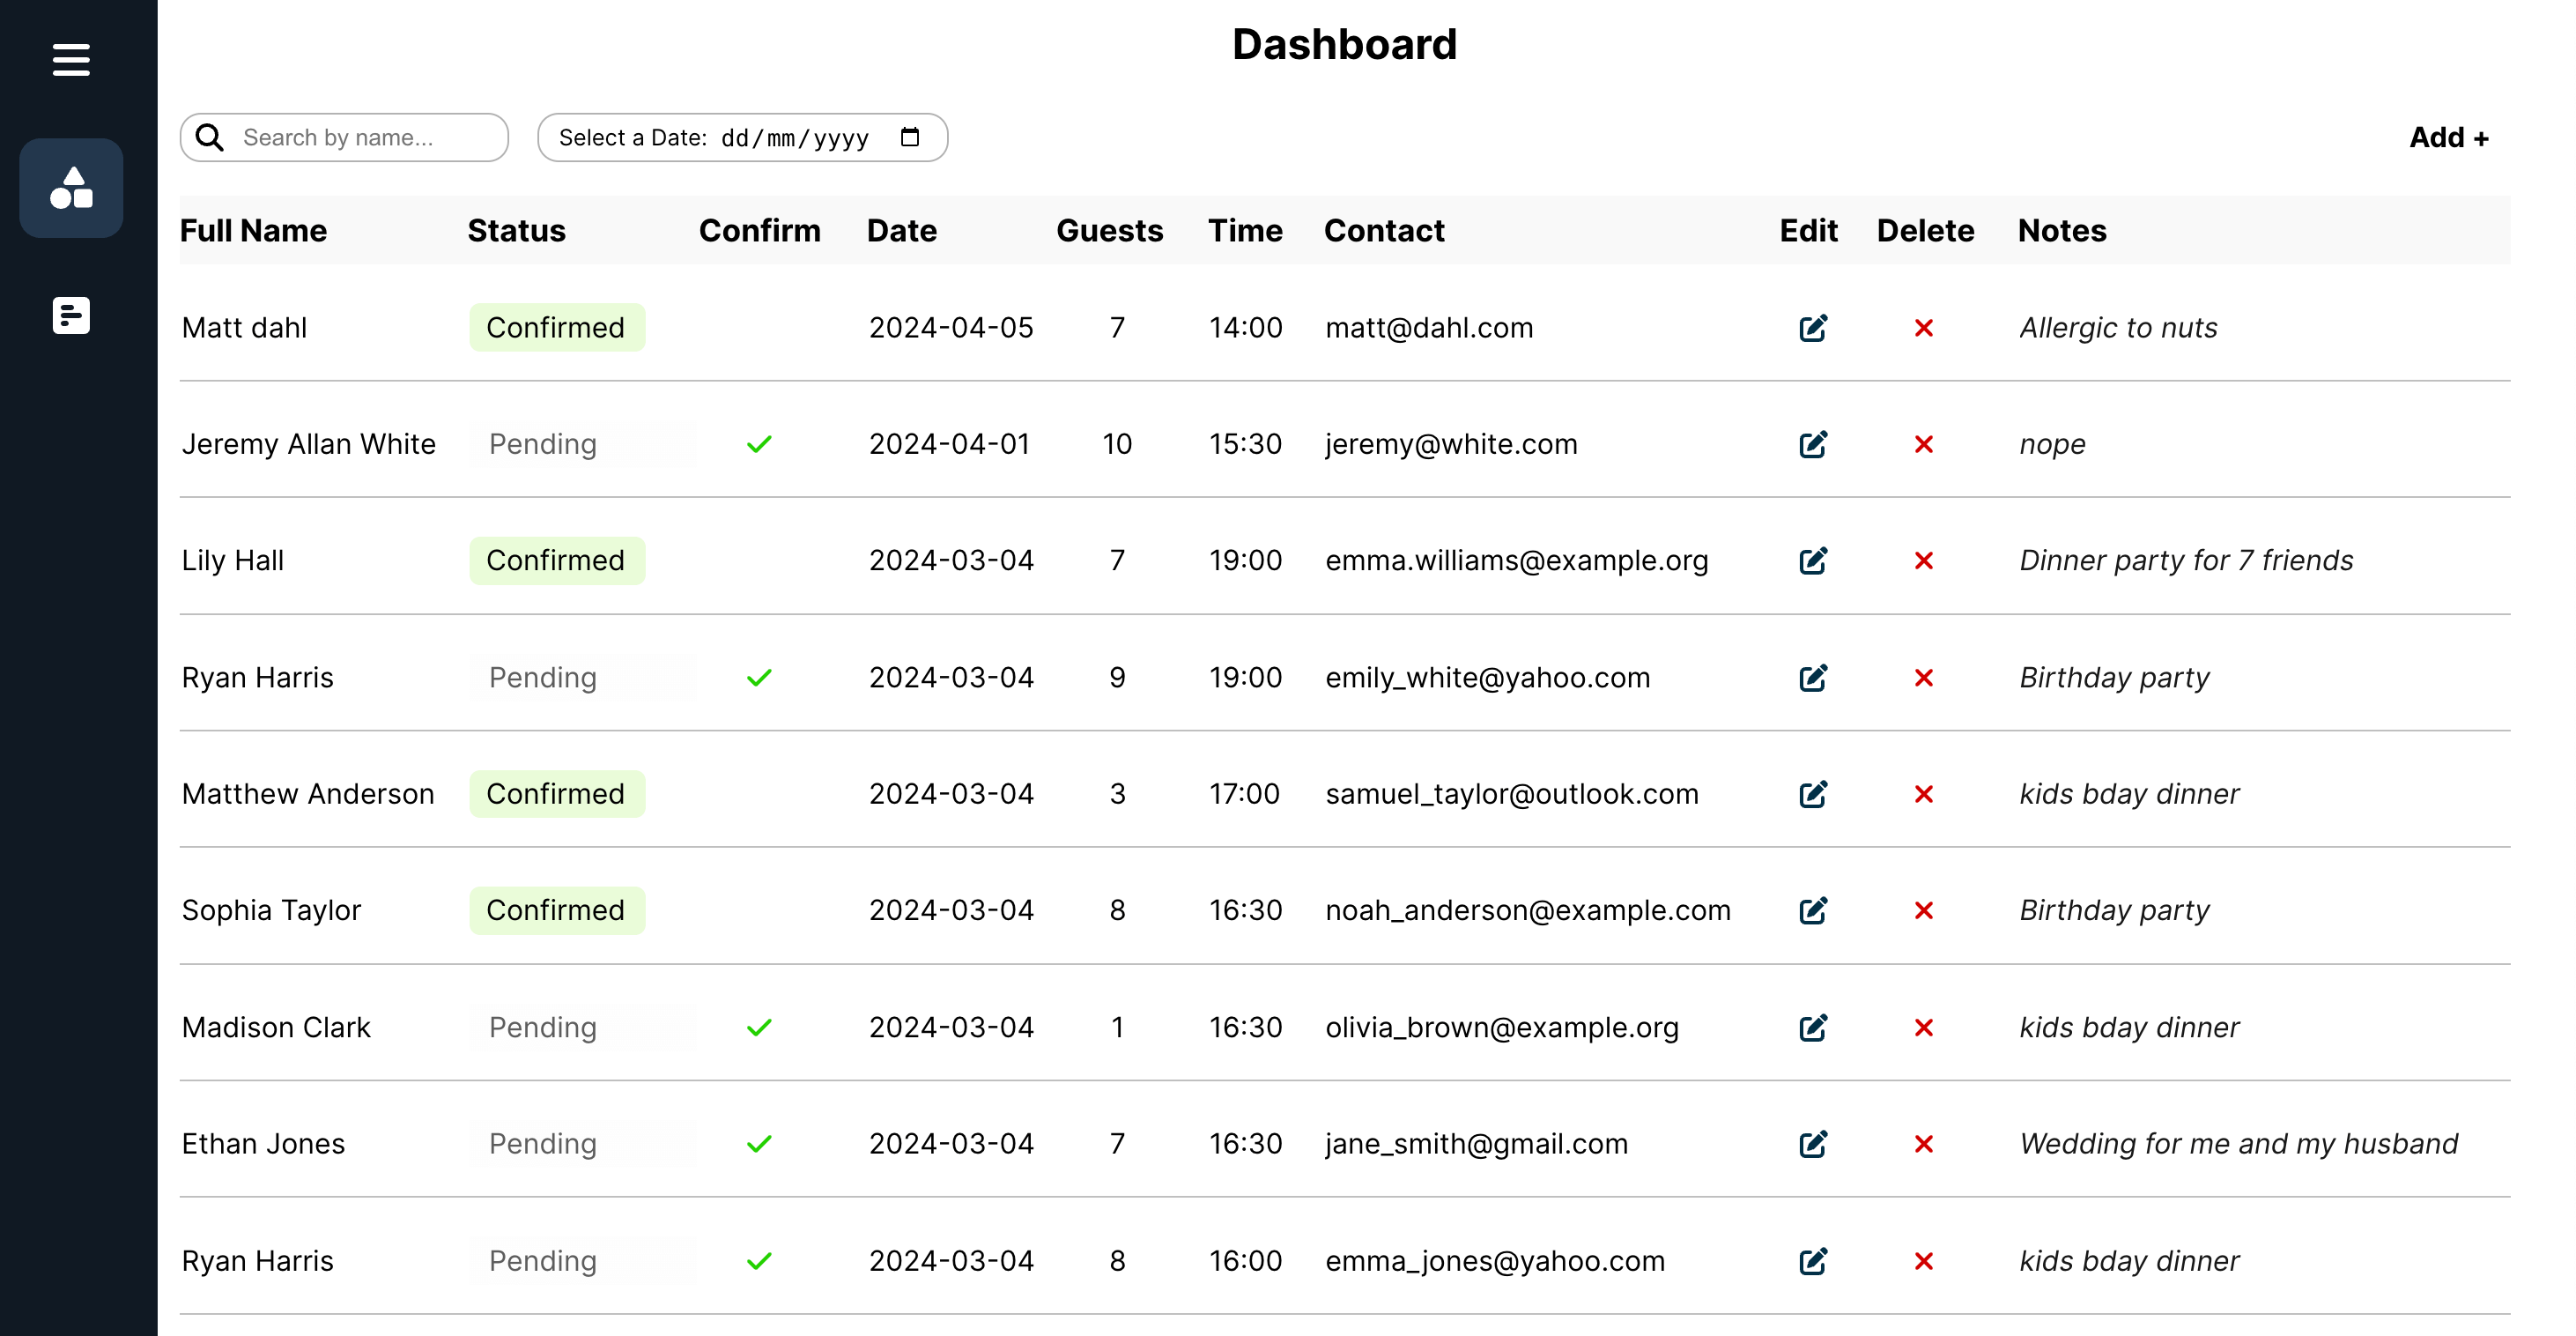 Dashboard
Search by name... Select a Date: dd/mm/yyyy Add +
Full Name Status Confirm Date Guests Time Contact Edit Delete Notes
Matt dahl Confirmed 2024-04-05 7 14:00 matt@dahl.com Allergic to nuts
Jeremy Allan White Pending 2024-04-01 10 15:30 jeremy@white.com nope
Lily Hall Confirmed 2024-03-04 7 19:00 emma.williams@example.org Dinner party for 7 friends
Ryan Harris Pending 2024-03-04 9 19:00 emily_white@yahoo.com Birthday party
Matthew Anderson Confirmed 2024-03-04 3 17:00 samuel_taylor@outlook.com kids bday dinner
Sophia Taylor Confirmed 2024-03-04 8 16:30 noah_anderson@example.com Birthday party
Madison Clark Pending 2024-03-04 1 16:30 olivia_brown@example.org kids bday dinner
Ethan Jones Pending 2024-03-04 7 16:30 jane_smith@gmail.com Wedding for me and my husband
Ryan Harris Pending 2024-03-04 8 16:00 emma_jones@yahoo.com kids bday dinner